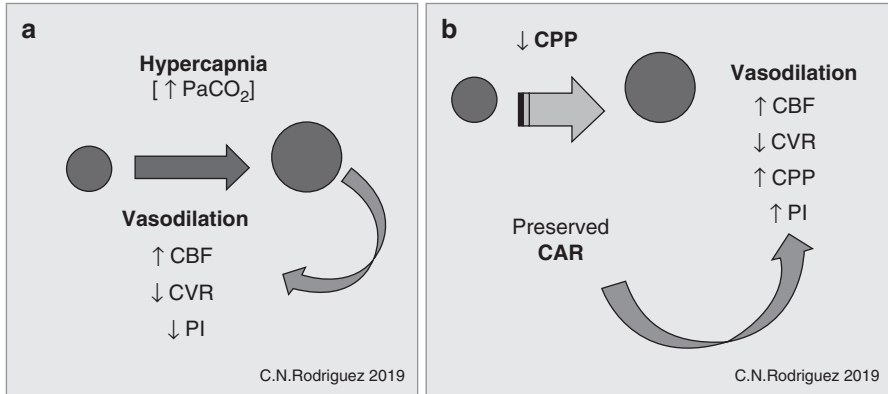 a
Hypercapnia
[ ↑ PaCO₂]
Vasodilation
↑ CBF
↓ CVR
↓ PI
C.N.Rodriguez 2019
b
↓ CPP
Vasodilation
↑ CBF
↓ CVR
↑ CPP
↑ PI
Preserved
CAR
C.N.Rodriguez 2019